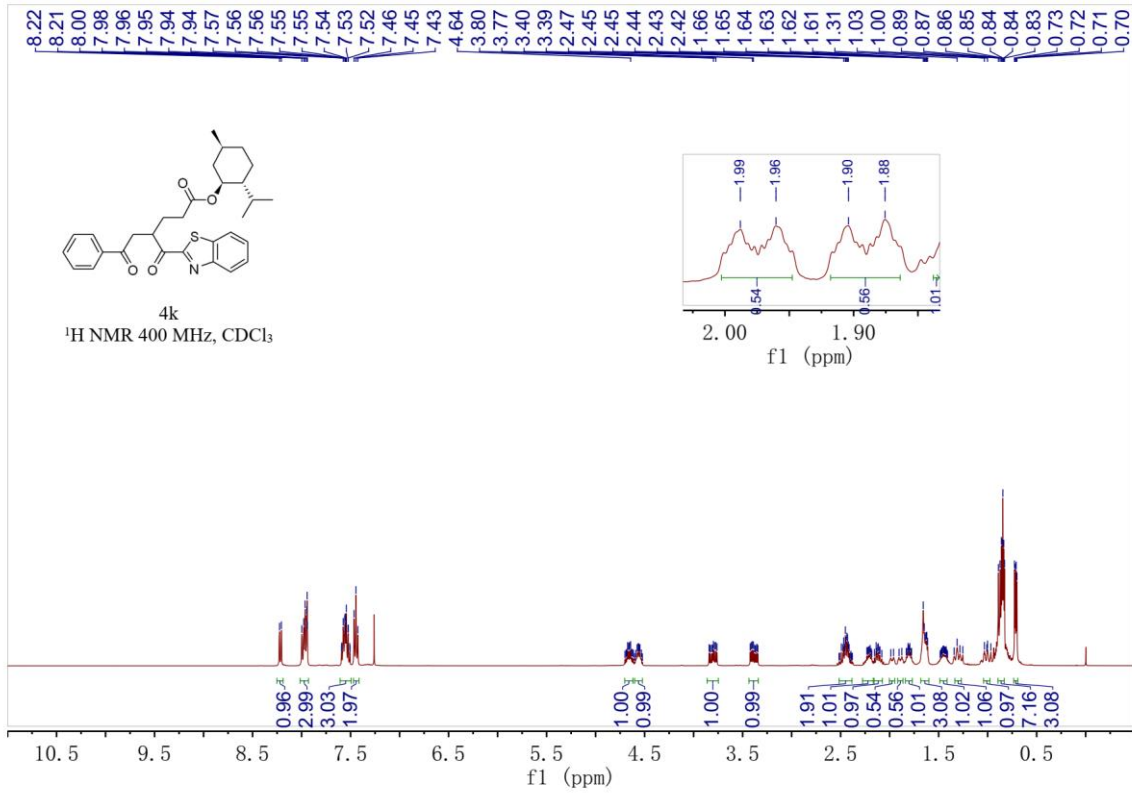 8.22 8.21 8.00 7.98 7.96 7.95 7.94 7.94 7.57 7.56 7.56 7.55 7.55 7.54 7.53 7.52 7.46 7.45 7.43 4.64 3.80 3.77 3.40 3.39 2.47 2.45 2.45 2.44 2.43 2.42 1.66 1.65 1.64 1.63 1.62 1.61 1.31 1.03 1.00 0.89 0.87 0.86 0.85 0.84 0.84 0.83 0.73 0.72 0.71 0.70
1.99 1.96 1.90 1.88
O
O
S
N
O
O
4k
¹H NMR 400 MHz, CDCl₃
0.54 0.56 1.01
2.00 1.90
f1 (ppm)
0.96 2.99 3.03 1.97 1.00 0.99 1.00 0.99 1.91 1.01 0.97 0.54 0.56 1.01 3.08 1.02 1.06 0.97 7.16 3.08
10.5 9.5 8.5 7.5 6.5 5.5 4.5 3.5 2.5 1.5 0.5
f1 (ppm)